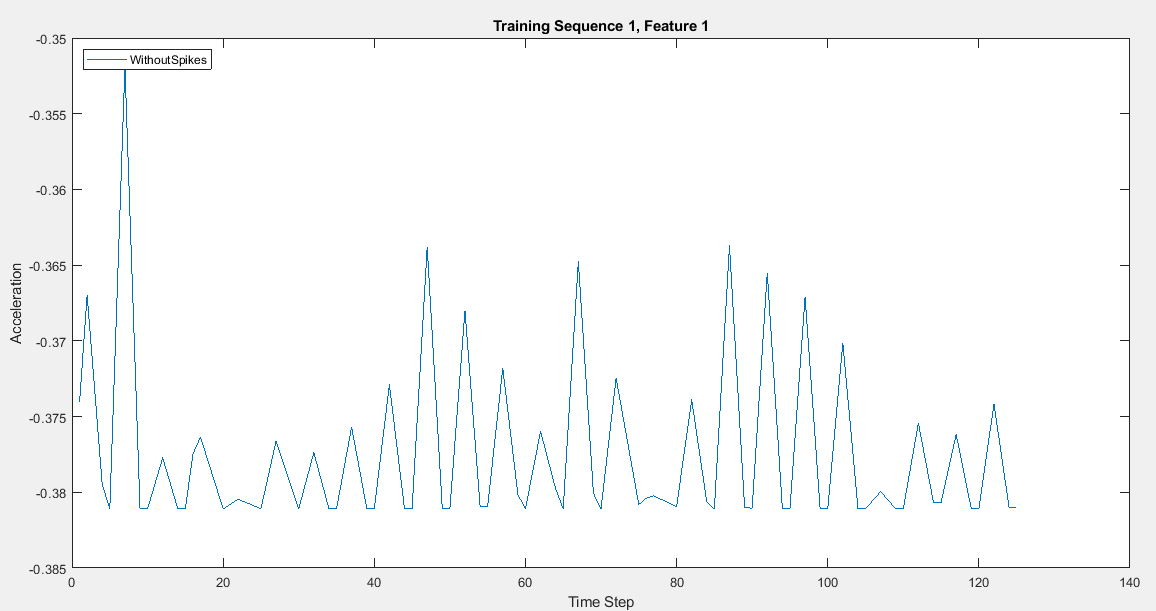 Training Sequence 1, Feature 1
-0.35
WithoutSpikes
-0.355
-0.36
-0.365
-0.37
-0.375
-0.38
-0.385
Acceleration
0 20 40 60 80 100 120 140
Time Step